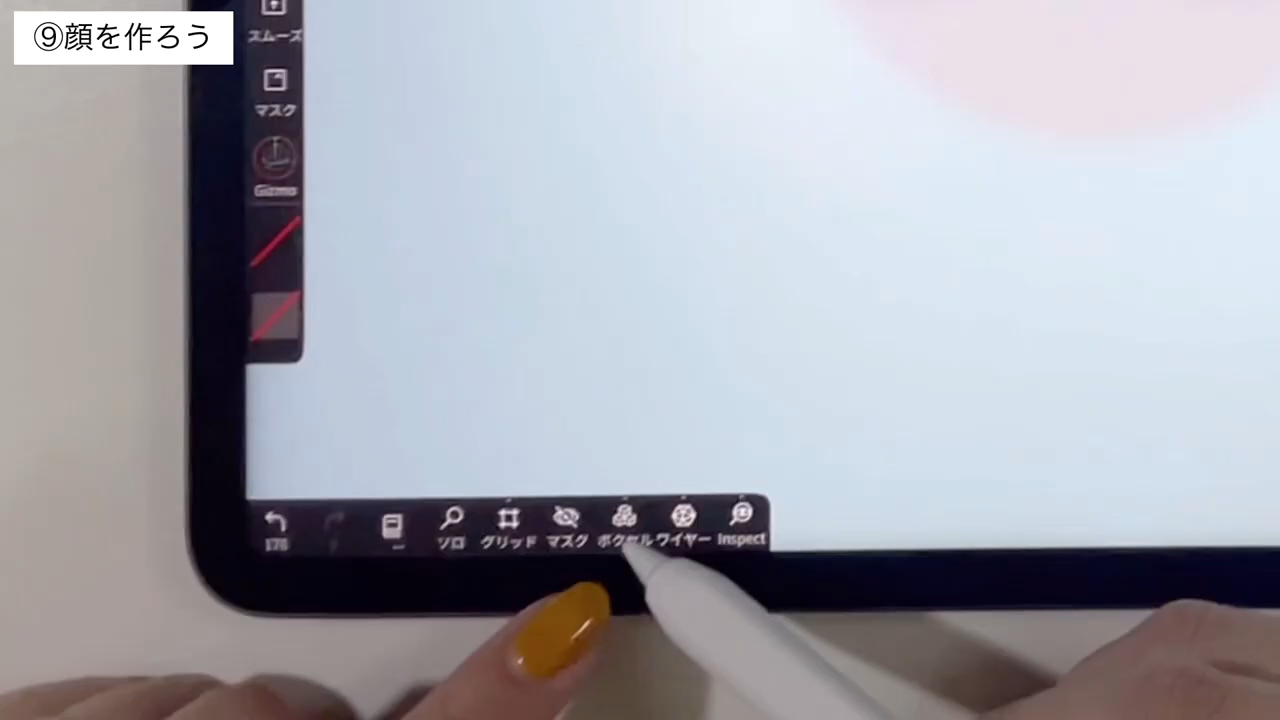 ⑨顔を作ろう
スムーズ
マスク
Gizmo
178
ソロ
グリッド
マスク
ボクセル
ワイヤー
Inspect